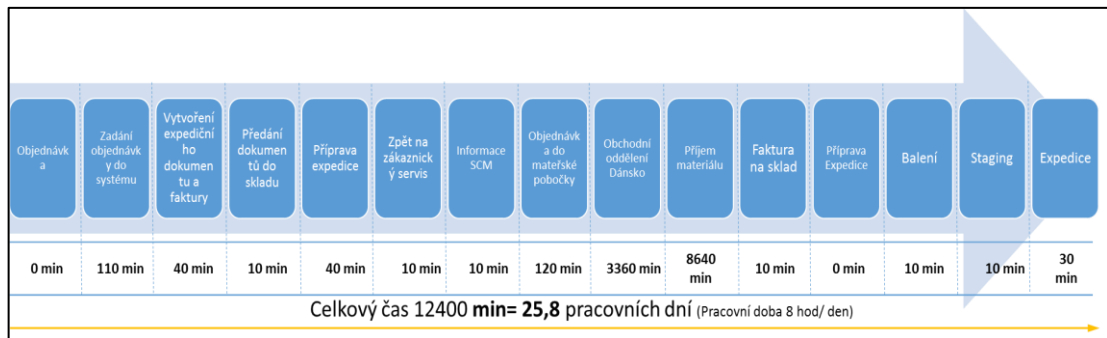 Objednávk
a
Zadání
objednávk
y do
systému
Vytvoření
expediční
ho
dokumen
tu a
faktury
Předání
dokumen
tů do
skladu
Příprava
expedice
Zpět na
zákaznick
ý servis
Informace
SCM
Objednávk
a do
mateřské
pobočky
Obchodní
oddělení
Dánsko
Příjem
materiálu
Faktura
na sklad
Příprava
Expedice
Balení
Staging
Expedice
0 min
110 min
40 min
10 min
40 min
10 min
10 min
120 min
3360 min
8640
min
10 min
0 min
10 min
10 min
30
min
Celkový čas 12400 min= 25,8 pracovních dní (Pracovní doba 8 hod/ den)